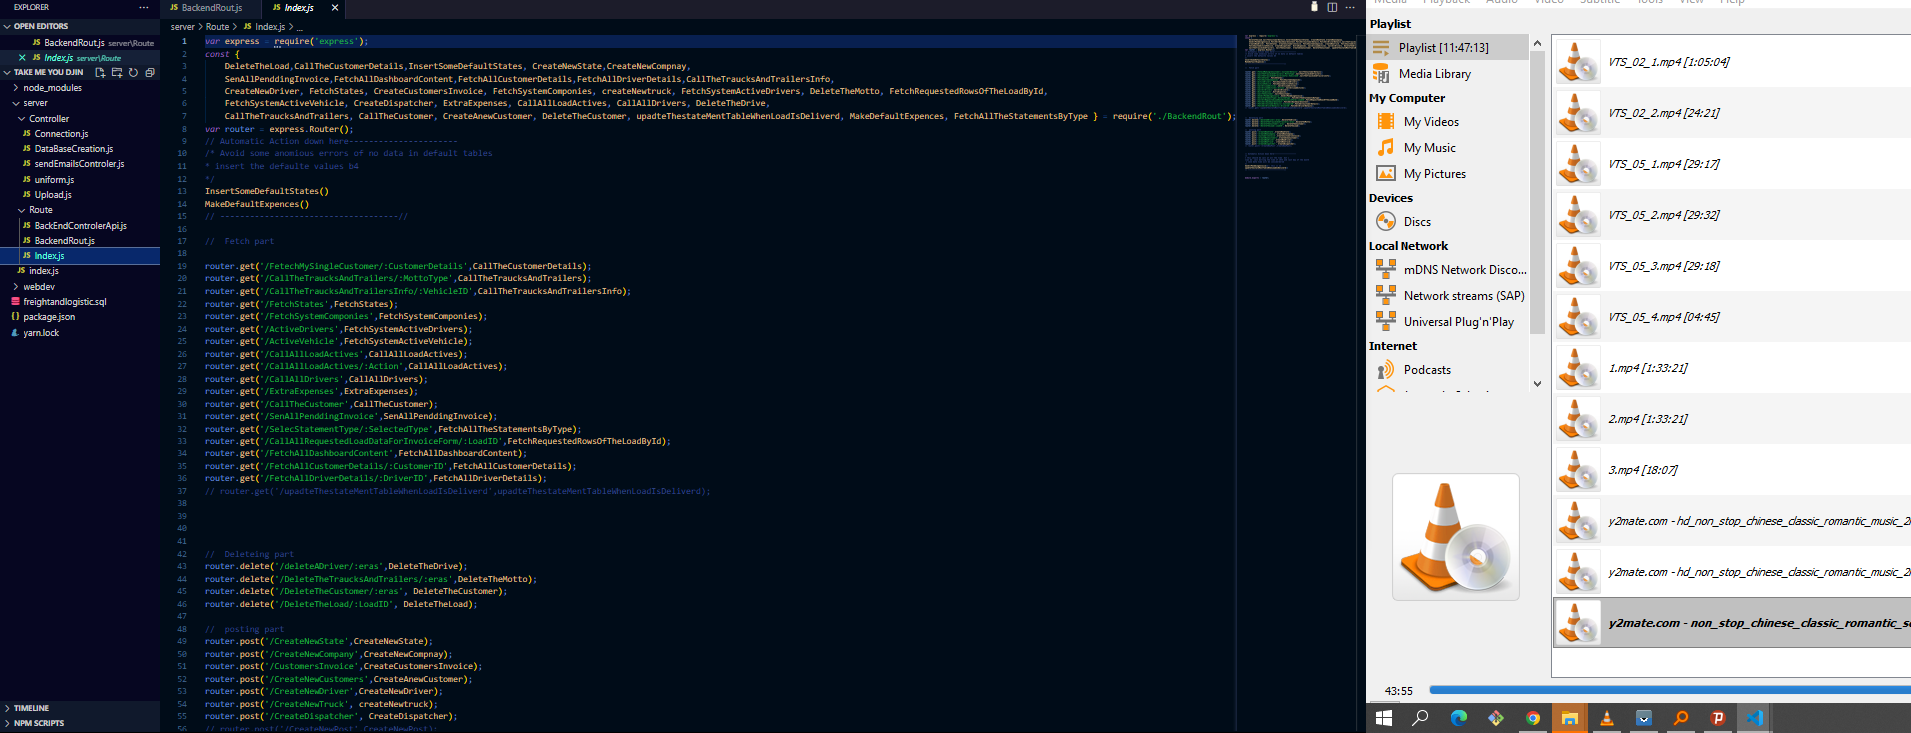 EXPLORER
OPEN EDITORS
JS BackendRout.js server\Route
JS Index.js server\Route
TAKE ME YOU DJIN
node_modules
server
Controller
JS Connection.js
JS DataBaseCreation.js
JS sendEmailsControler.js
JS uniform.js
JS Upload.js
Route
JS BackEndControlerApi.js
JS BackendRout.js
JS Index.js
JS index.js
webdev
freightandlogistic.sql
{} package.json
yarn.lock
TIMELINE
NPM SCRIPTS
JS BackendRout.js JS Index.js
server > Route > JS Index.js > ...
1 var express = require('express');
2 const {
3 DeleteTheLoad,CallTheCustomerDetails,InsertSomeDefaultStates, CreateNewState,CreateNewCompnay,
4 SenAllPenddingInvoice,FetchAllDashboardContent,FetchAllCustomerDetails,FetchAllDriverDetails,CallTheTraucksAndTrailersInfo,
5 CreateNewDriver, FetchStates, CreateCustomersInvoice, FetchSystemComponies, createNewtruck, FetchSystemActiveDrivers, DeleteTheMotto, FetchRequestedRowsOfTheLoadById,
6 FetchSystemActiveVehicle, CreateDispatcher, ExtraExpenses, CallAllLoadActives, CallAllDrivers, DeleteTheDrive,
7 CallTheTraucksAndTrailers, CallTheCustomer, CreateAnewCustomer, DeleteTheCustomer, upadteThestateMentTableWhenLoadIsDeliverd, MakeDefaultExpences, FetchAllTheStatementsByType } = require('./BackendRout');
8 var router = express.Router();
9 // Automatic Action down here----------------------
10 /* Avoid some anomious errors of no data in default tables
11 * insert the defaulte values b4
12 */
13 InsertSomeDefaultStates()
14 MakeDefaultExpences()
15 // ------------------------------------//
16
17 // Fetch part
18
19 router.get('/FetechMySingleCustomer/:CustomerDetails',CallTheCustomerDetails);
20 router.get('/CallTheTraucksAndTrailers/:MottoType',CallTheTraucksAndTrailers);
21 router.get('/CallTheTraucksAndTrailersInfo/:VehicleID',CallTheTraucksAndTrailersInfo);
22 router.get('/FetchStates',FetchStates);
23 router.get('/FetchSystemComponies',FetchSystemComponies);
24 router.get('/ActiveDrivers',FetchSystemActiveDrivers);
25 router.get('/ActiveVehicle',FetchSystemActiveVehicle);
26 router.get('/CallAllLoadActives',CallAllLoadActives);
27 router.get('/CallAllLoadActives/:Action',CallAllLoadActives);
28 router.get('/CallAllDrivers',CallAllDrivers);
29 router.get('/ExtraExpenses',ExtraExpenses);
30 router.get('/CallTheCustomer',CallTheCustomer);
31 router.get('/SenAllPenddingInvoice',SenAllPenddingInvoice);
32 router.get('/SelecStatementType/:SelectedType',FetchAllTheStatementsByType);
33 router.get('/CallAllRequestedLoadDataForInvoiceForm/:LoadID',FetchRequestedRowsOfTheLoadById);
34 router.get('/FetchAllDashboardContent',FetchAllDashboardContent);
35 router.get('/FetchAllCustomerDetails/:CustomerID',FetchAllCustomerDetails);
36 router.get('/FetchAllDriverDetails/:DriverID',FetchAllDriverDetails);
37 // router.get('/upadteThestateMentTableWhenLoadIsDeliverd',upadteThestateMentTableWhenLoadIsDeliverd);
38
39
40
41
42 // Deleteing part
43 router.delete('/deleteADriver/:eras',DeleteTheDrive);
44 router.delete('/DeleteTheTraucksAndTrailers/:eras',DeleteTheMotto);
45 router.delete('/DeleteTheCustomer/:eras', DeleteTheCustomer);
46 router.delete('/DeleteTheLoad/:LoadID', DeleteTheLoad);
47
48 // posting part
49 router.post('/CreateNewState',CreateNewState);
50 router.post('/CreateNewCompany',CreateNewCompnay);
51 router.post('/CustomersInvoice',CreateCustomersInvoice);
52 router.post('/CreateNewCustomers',CreateAnewCustomer);
53 router.post('/CreateNewDriver',CreateNewDriver);
54 router.post('/CreateNewTruck', createNewtruck);
55 router.post('/CreateDispatcher', CreateDispatcher);
56 // router.post('/CreateNewPost',CreateNewPost);
Media Playback Audio Video Subtitle Tools View Help
Playlist
Playlist [11:47:13]
Media Library
My Computer
My Videos
My Music
My Pictures
Devices
Discs
Local Network
mDNS Network Disco...
Network streams (SAP)
Universal Plug'n'Play
Internet
Podcasts
VTS_02_1.mp4 [1:05:04]
VTS_02_2.mp4 [24:21]
VTS_05_1.mp4 [29:17]
VTS_05_2.mp4 [29:32]
VTS_05_3.mp4 [29:18]
VTS_05_4.mp4 [04:45]
1.mp4 [1:33:21]
2.mp4 [1:33:21]
3.mp4 [18:07]
y2mate.com - hd_non_stop_chinese_classic_romantic_music_2
y2mate.com - hd_non_stop_chinese_classic_romantic_music_2
y2mate.com - non_stop_chinese_classic_romantic_s
43:55